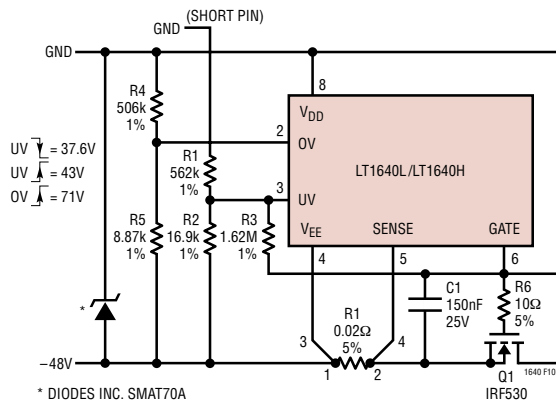 (SHORT PIN)
GND
GND
R4
506k
1%
8
V_DD
2
OV
UV = 37.6V
UV = 43V
OV = 71V
R1
562k
1%
LT1640L/LT1640H
3
UV
R5
8.87k
1%
R2
16.9k
1%
R3
1.62M
1%
V_EE
SENSE
GATE
4
5
6
C1
150nF
25V
R6
10Ω
5%
*
R1
0.02Ω
5%
3
4
–48V
1
2
Q1
IRF530
1640 F10
* DIODES INC. SMAT70A